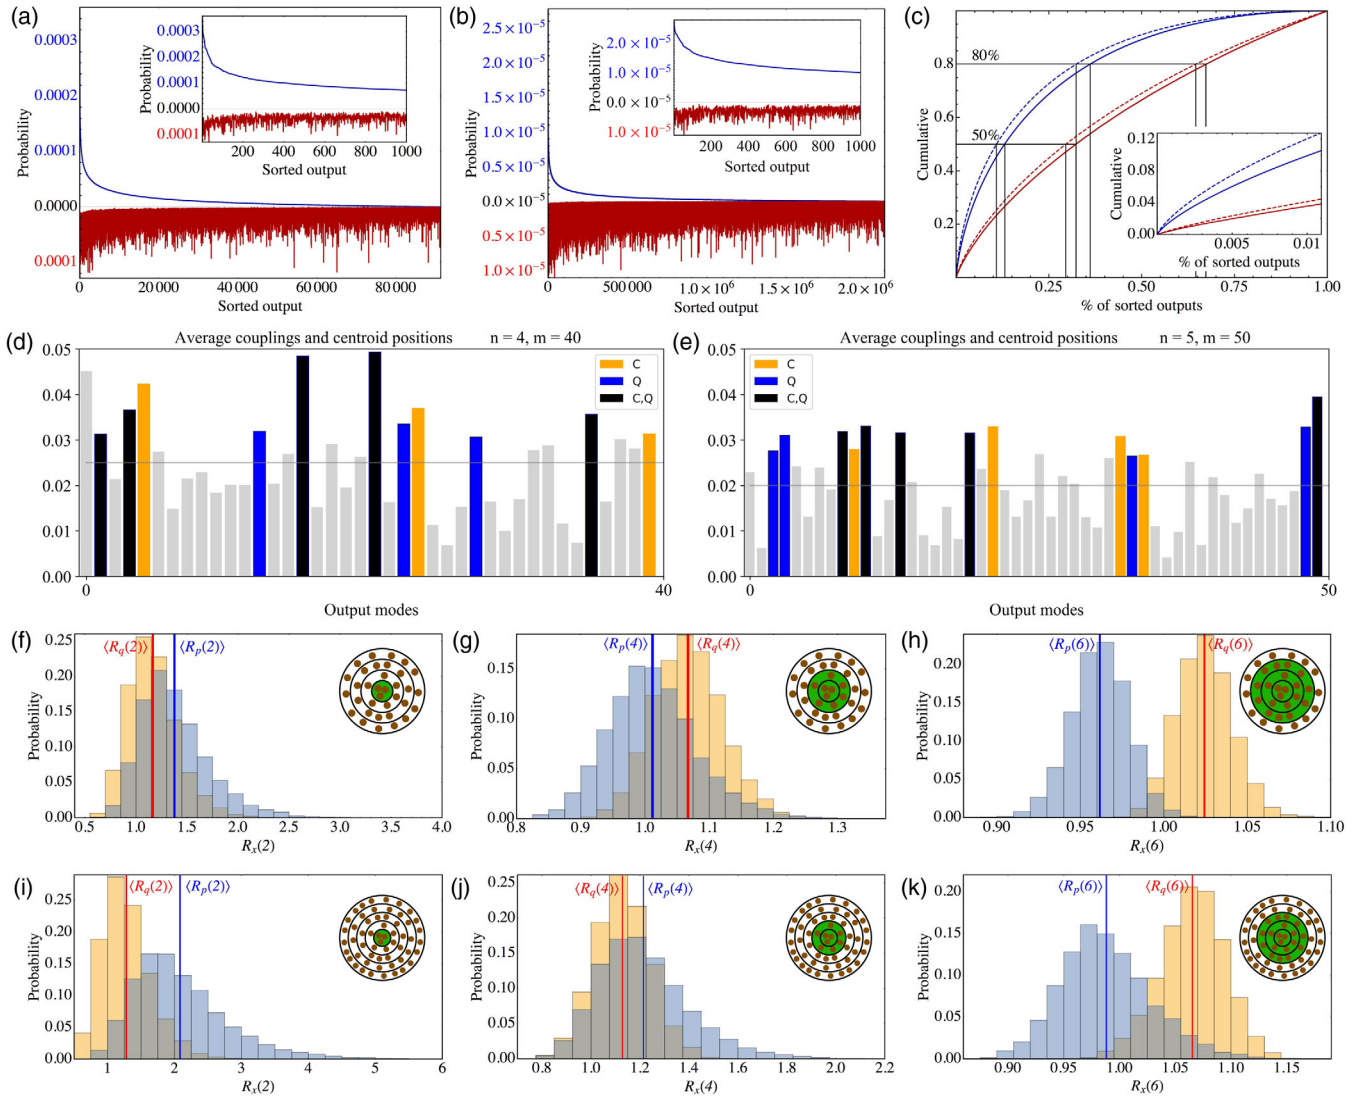 (a)
0.0003
0.0002
0.0001
0.0000
0.0001
Probability
0
20 000
40 000
60 000
80 000
Sorted output
0.0003
0.0002
0.0001
0.0000
0.0001
Probability
200
400
600
800
1000
Sorted output
(b)
2.5×10⁻⁵
2.0×10⁻⁵
1.5×10⁻⁵
1.0×10⁻⁵
0.5×10⁻⁵
0.0×10⁻⁵
0.5×10⁻⁵
1.0×10⁻⁵
Probability
0
500 000
1.0×10⁶
1.5×10⁶
2.0×10⁶
Sorted output
2.0×10⁻⁵
1.0×10⁻⁵
0.0×10⁻⁵
1.0×10⁻⁵
Probability
200
400
600
800
1000
Sorted output
(c)
1.0
0.8
0.6
0.4
0.2
Cumulative
80%
50%
0.25
0.50
0.75
1.00
% of sorted outputs
0.12
0.08
0.04
0.00
Cumulative
0.005
0.01
% of sorted outputs
(d)
Average couplings and centroid positions n = 4, m = 40
0.05
0.04
0.03
0.02
0.01
0.00
C
Q
C,Q
0
40
Output modes
(e)
Average couplings and centroid positions n = 5, m = 50
0.05
0.04
0.03
0.02
0.01
0.00
C
Q
C,Q
0
50
Output modes
(f)
0.25
0.20
0.15
0.10
0.05
0.00
Probability
⟨R_q(2)⟩
⟨R_p(2)⟩
0.5
1.0
1.5
2.0
2.5
3.0
3.5
4.0
R_x(2)
(g)
0.15
0.10
0.05
0.00
Probability
⟨R_p(4)⟩
⟨R_q(4)⟩
0.8
0.9
1.0
1.1
1.2
1.3
R_x(4)
(h)
0.20
0.15
0.10
0.05
0.00
Probability
⟨R_p(6)⟩
⟨R_q(6)⟩
0.90
0.95
1.00
1.05
1.10
R_x(6)
(i)
0.25
0.20
0.15
0.10
0.05
0.00
Probability
⟨R_q(2)⟩
⟨R_p(2)⟩
1
2
3
4
5
6
R_x(2)
(j)
0.25
0.20
0.15
0.10
0.05
0.00
Probability
⟨R_q(4)⟩
⟨R_p(4)⟩
0.8
1.0
1.2
1.4
1.6
1.8
2.0
2.2
R_x(4)
(k)
0.20
0.15
0.10
0.05
0.00
Probability
⟨R_p(6)⟩
⟨R_q(6)⟩
0.90
0.95
1.00
1.05
1.10
1.15
R_x(6)